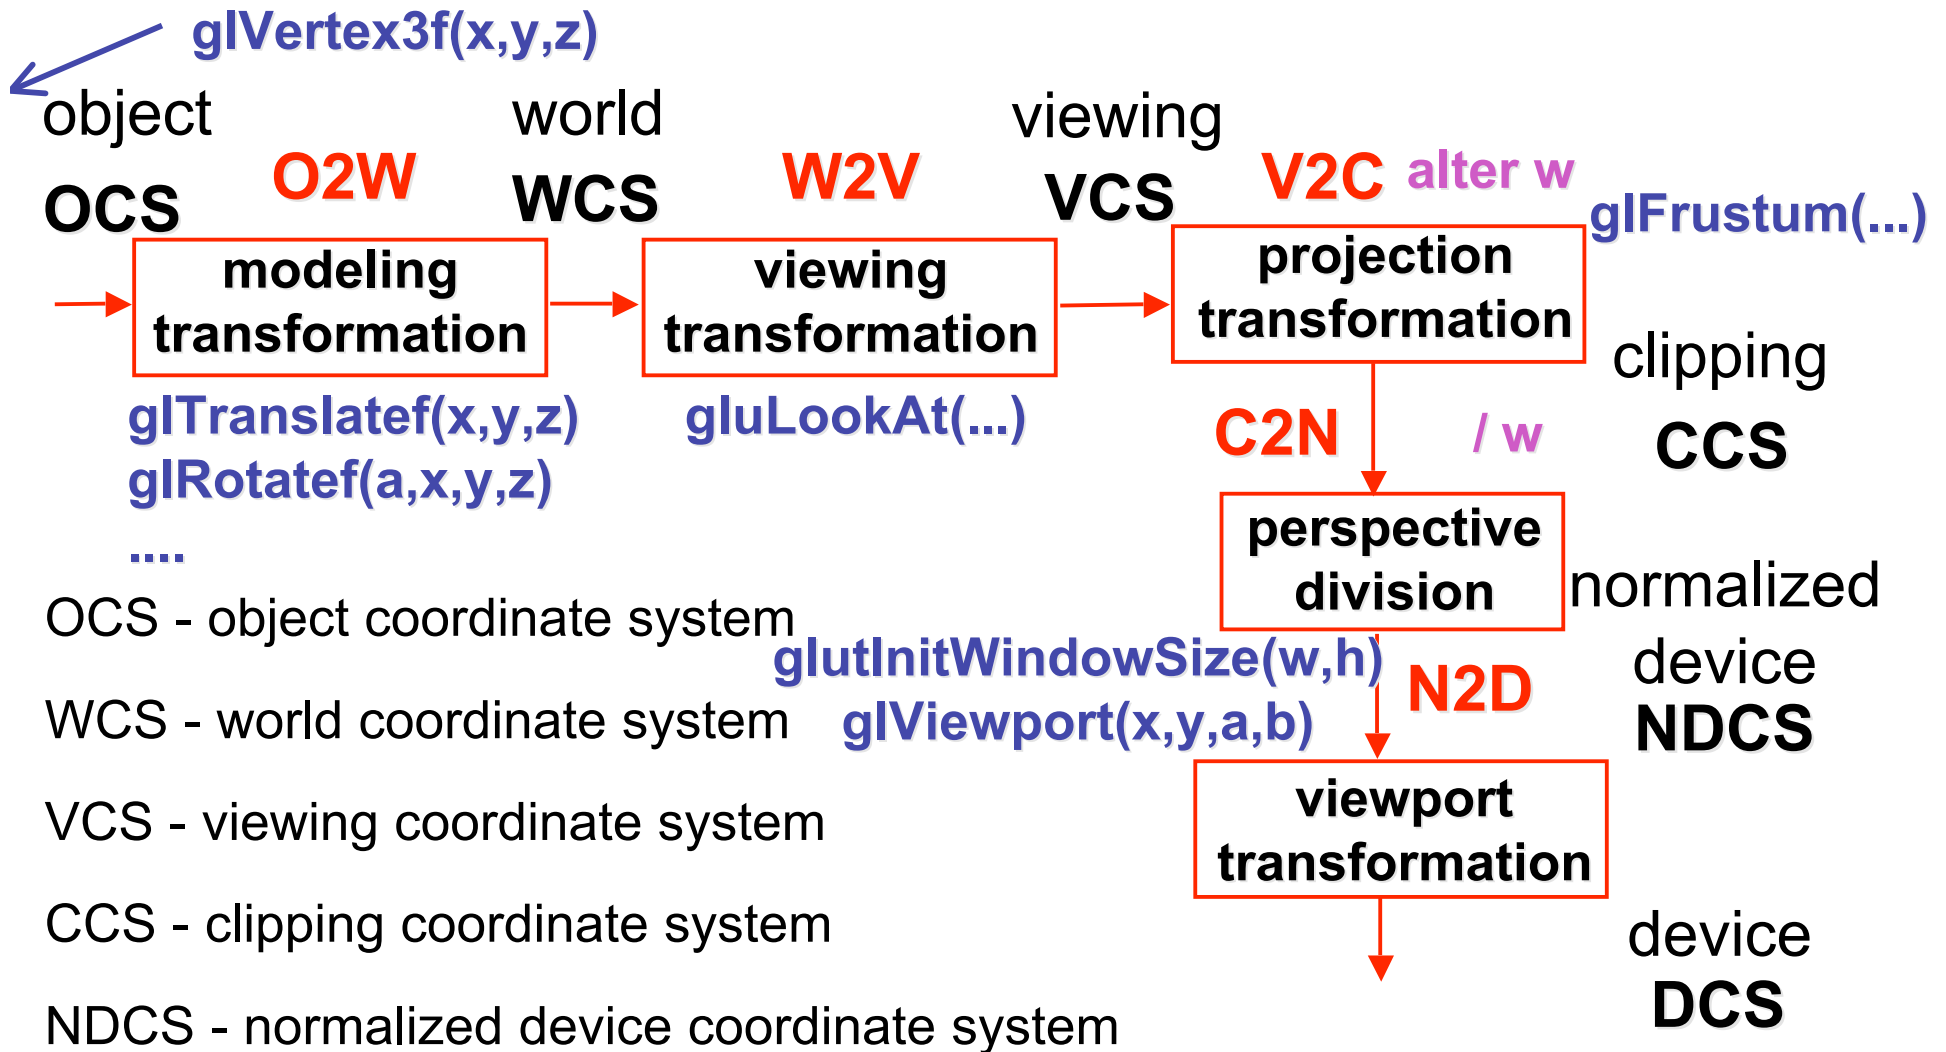 glVertex3f(x,y,z)
object
world
viewing
O2W
W2V
V2C
alter w
OCS
WCS
VCS
glFrustum(...)
modeling
transformation
viewing
transformation
projection
transformation
clipping
CCS
glTranslatef(x,y,z)
glRotatef(a,x,y,z)
....
gluLookAt(...)
C2N
/ w
perspective
division
normalized
device
NDCS
OCS - object coordinate system
glutInitWindowSize(w,h)
glViewport(x,y,a,b)
N2D
WCS - world coordinate system
viewport
transformation
VCS - viewing coordinate system
CCS - clipping coordinate system
device
DCS
NDCS - normalized device coordinate system